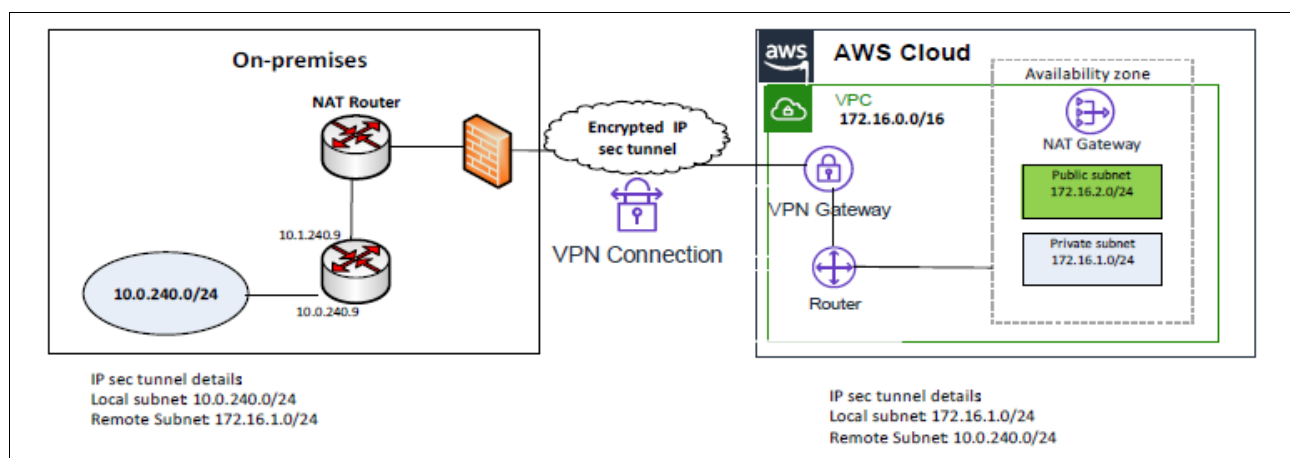 On-premises
NAT Router
10.1.240.9
10.0.240.0/24
10.0.240.9
Encrypted IP
sec tunnel
VPN Connection
aws
AWS Cloud
VPC
172.16.0.0/16
VPN Gateway
Router
Availability zone
NAT Gateway
Public subnet
172.16.2.0/24
Private subnet
172.16.1.0/24
IP sec tunnel details
Local subnet 10.0.240.0/24
Remote Subnet 172.16.1.0/24
IP sec tunnel details
Local subnet 172.16.1.0/24
Remote Subnet 10.0.240.0/24